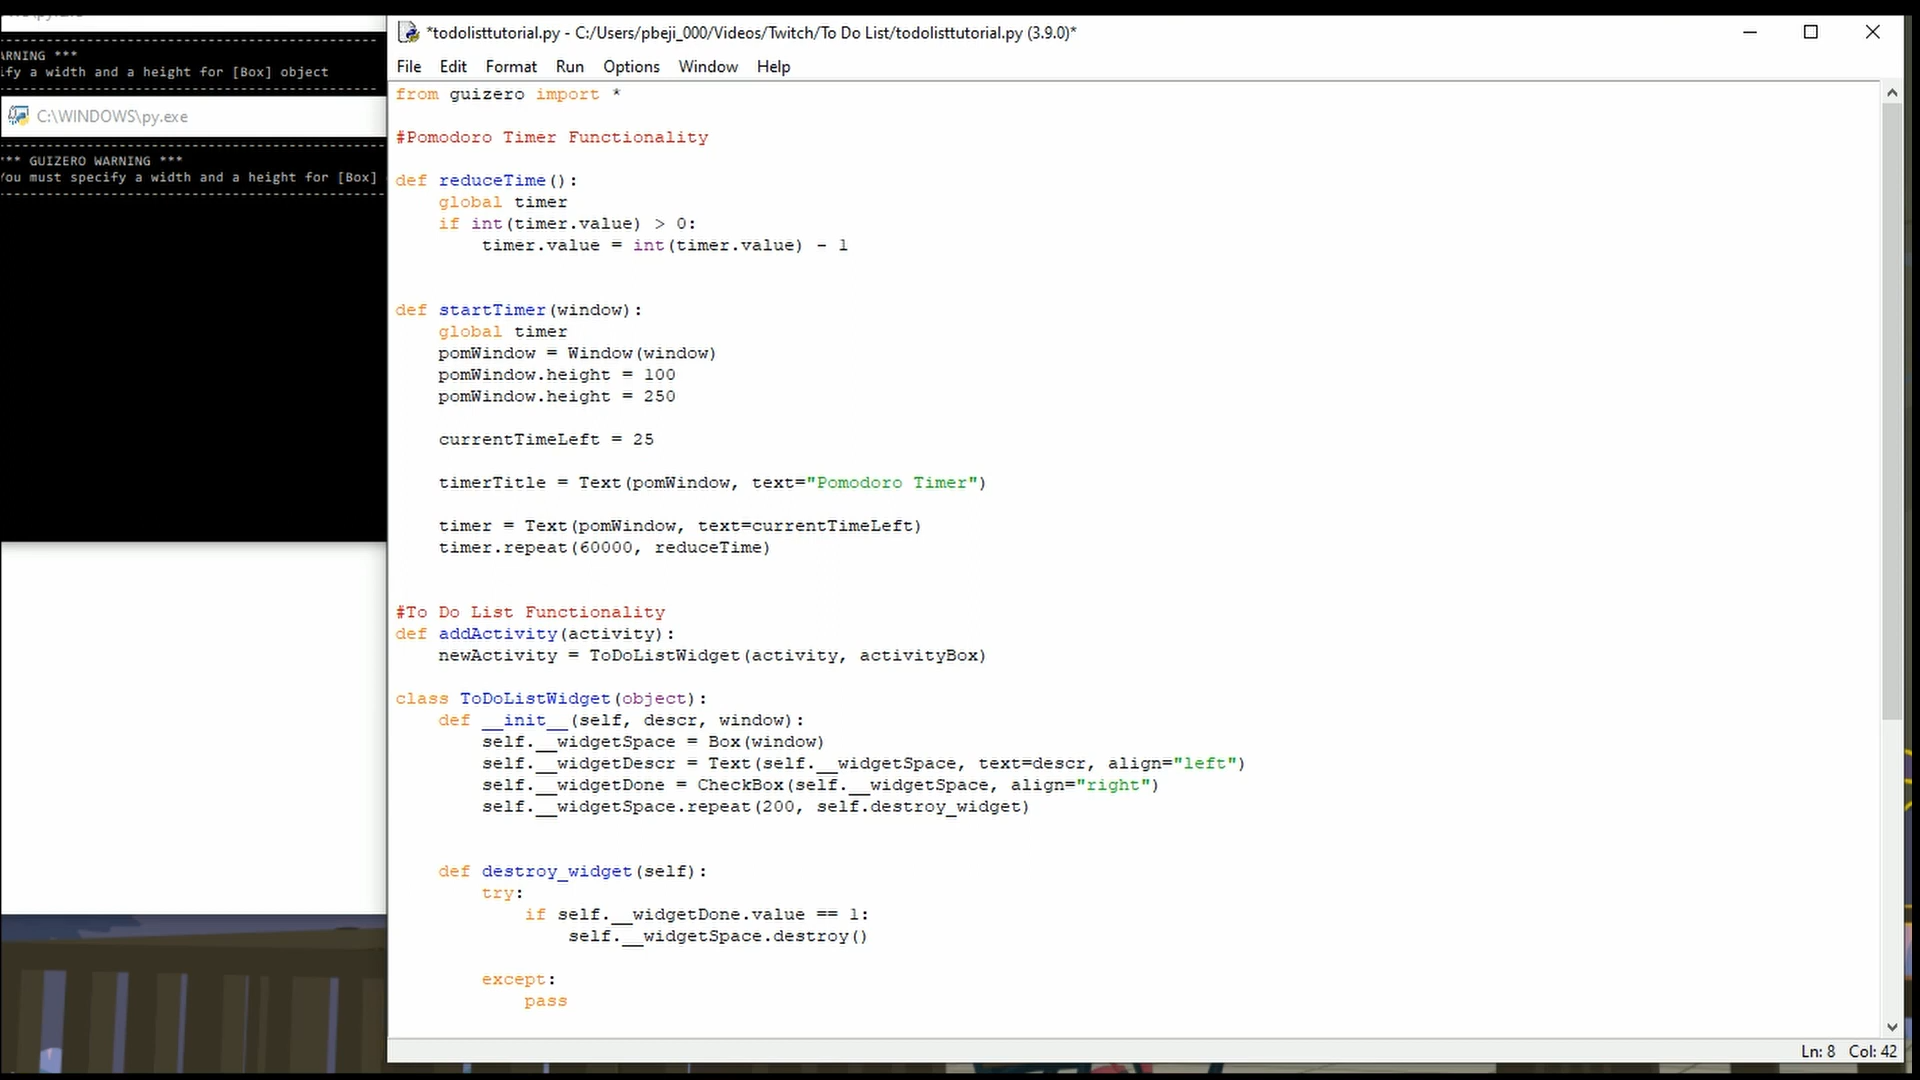 ARNING ***
ify a width and a height for [Box] object
C:\WINDOWS\py.exe
*** GUIZERO WARNING ***
You must specify a width and a height for [Box]
*todolisttutorial.py - C:/Users/pbeji_000/Videos/Twitch/To Do List/todolisttutorial.py (3.9.0)*
File Edit Format Run Options Window Help
from guizero import *
#Pomodoro Timer Functionality
def reduceTime():
    global timer
    if int(timer.value) > 0:
        timer.value = int(timer.value) - 1
def startTimer(window):
    global timer
    pomWindow = Window(window)
    pomWindow.height = 100
    pomWindow.height = 250
    currentTimeLeft = 25
    timerTitle = Text(pomWindow, text="Pomodoro Timer")
    timer = Text(pomWindow, text=currentTimeLeft)
    timer.repeat(60000, reduceTime)
#To Do List Functionality
def addActivity(activity):
    newActivity = ToDoListWidget(activity, activityBox)
class ToDoListWidget(object):
    def __init__(self, descr, window):
        self.__widgetSpace = Box(window)
        self.__widgetDescr = Text(self.__widgetSpace, text=descr, align="left")
        self.__widgetDone = CheckBox(self.__widgetSpace, align="right")
        self.__widgetSpace.repeat(200, self.destroy_widget)
    def destroy_widget(self):
        try:
            if self.__widgetDone.value == 1:
                self.__widgetSpace.destroy()
        except:
            pass
Ln: 8 Col: 42